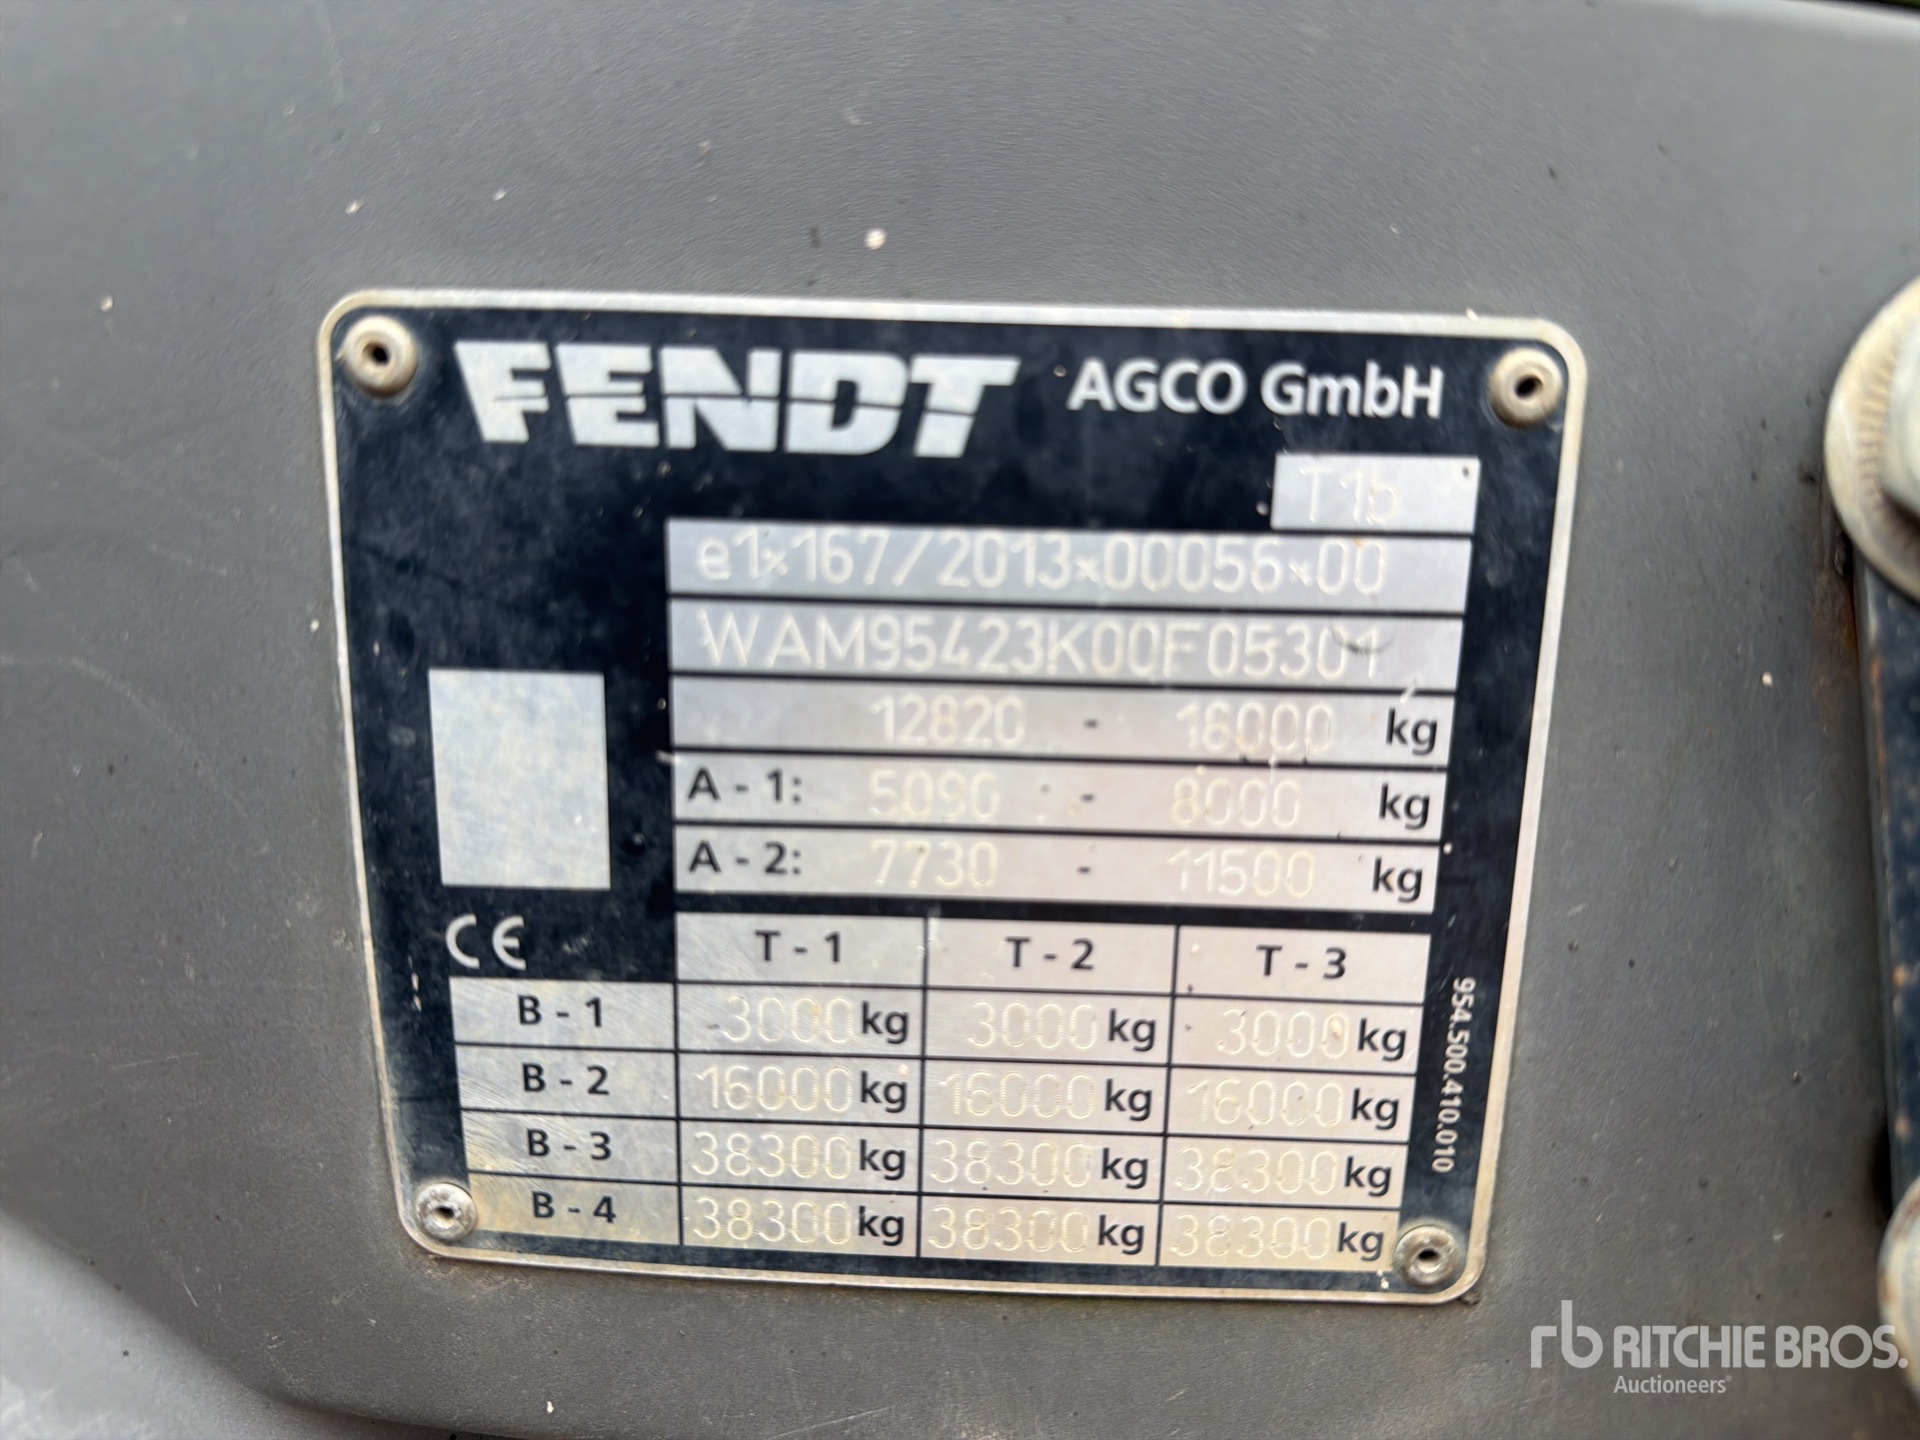 FENDT AGCO GmbH
T1b
e1*167/2013*00056*00
WAM95423K00F05301
12820 - 18000 kg
A - 1: 5090 - 8000 kg
A - 2: 7730 - 11500 kg
CE T - 1 T - 2 T - 3
B - 1 3000 kg 3000 kg 3000 kg
B - 2 16000 kg 16000 kg 16000 kg
B - 3 38300 kg 38300 kg 38300 kg
B - 4 38300 kg 38300 kg 38300 kg
954.500.410.010
rb RITCHIE BROS.
Auctioneers